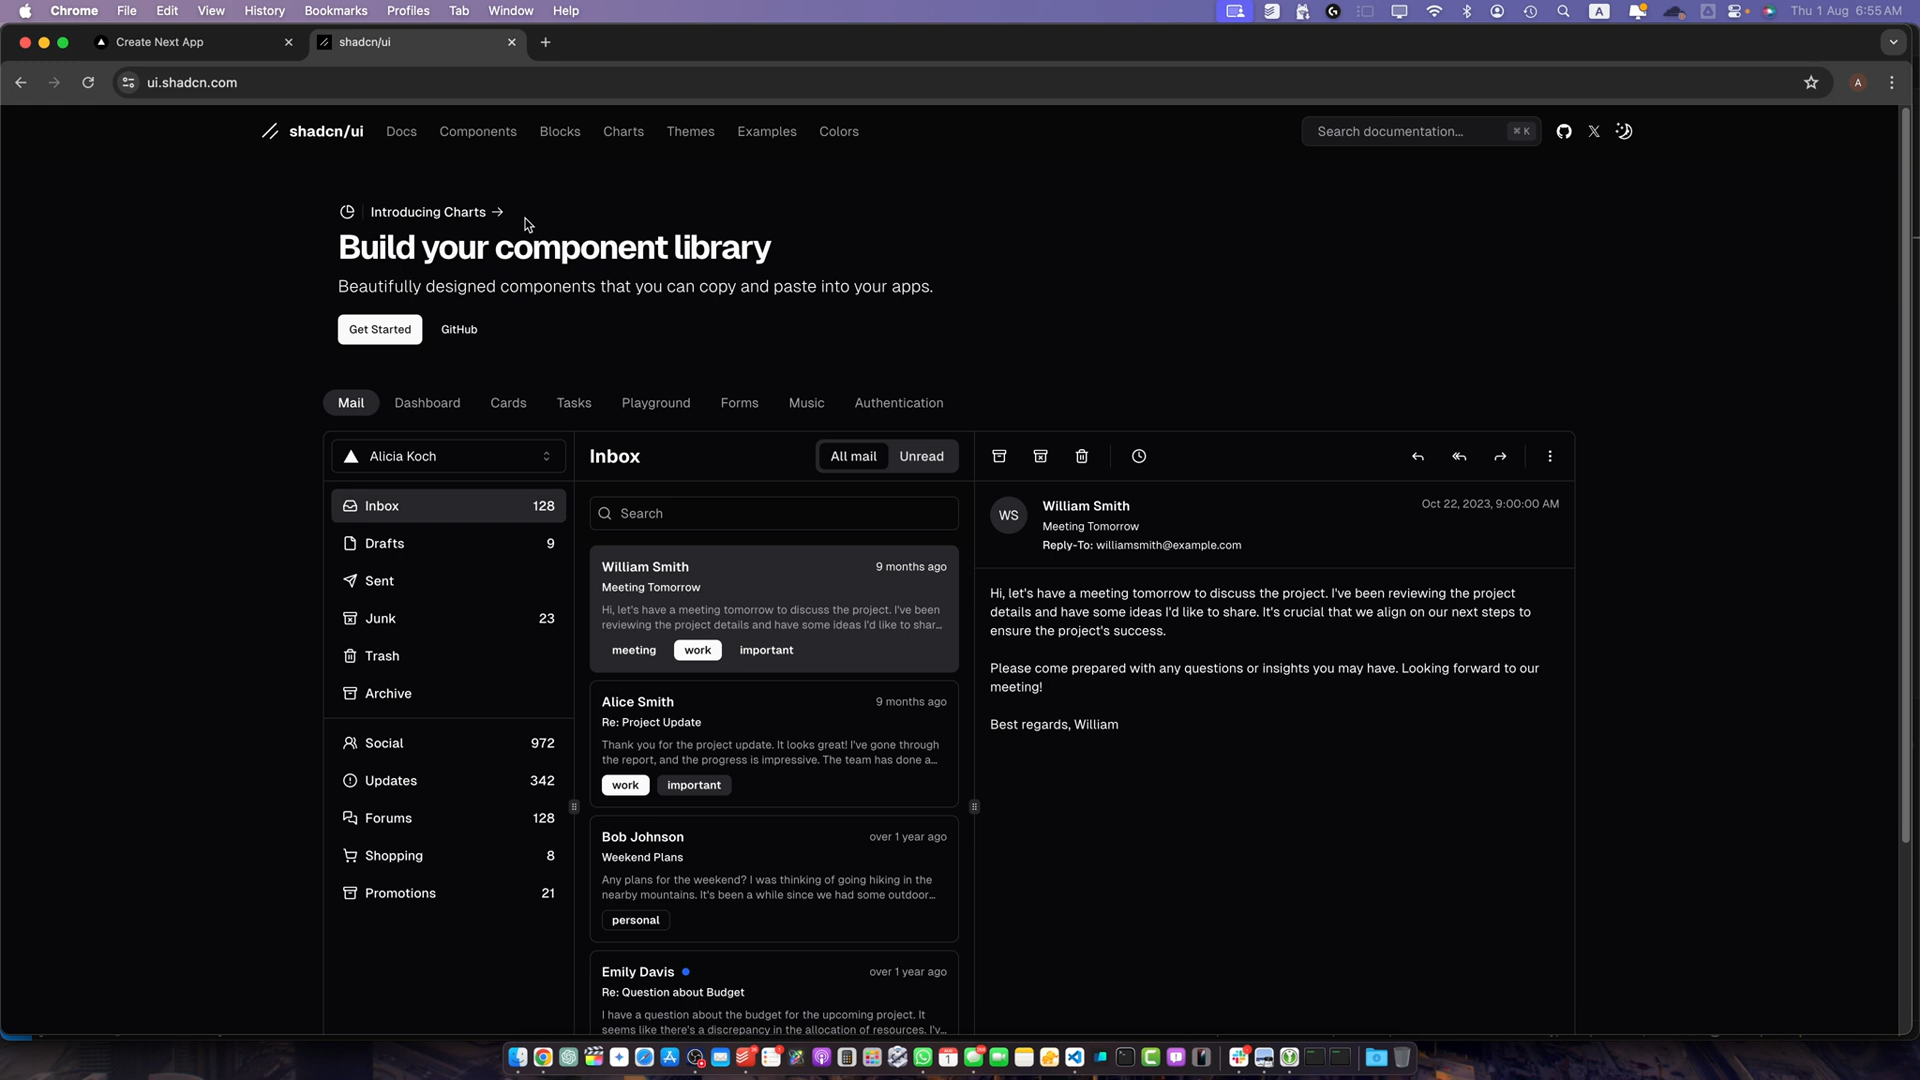 Chrome File Edit View History Bookmarks Profiles Tab Window Help
A
Thu 1 Aug 6:55 AM
Create Next App
shadcn/ui
ui.shadcn.com
A
shadcn/ui Docs Components Blocks Charts Themes Examples Colors
Search documentation... ⌘ K
Introducing Charts →
Build your component library
Beautifully designed components that you can copy and paste into your apps.
Get Started GitHub
Mail Dashboard Cards Tasks Playground Forms Music Authentication
Alicia Koch
Inbox 128
Drafts 9
Sent
Junk 23
Trash
Archive
Social 972
Updates 342
Forums 128
Shopping 8
Promotions 21
Inbox
All mail Unread
Search
William Smith 9 months ago
Meeting Tomorrow
Hi, let's have a meeting tomorrow to discuss the project. I've been
reviewing the project details and have some ideas I'd like to shar...
meeting work important
Alice Smith 9 months ago
Re: Project Update
Thank you for the project update. It looks great! I've gone through
the report, and the progress is impressive. The team has done a...
work important
Bob Johnson over 1 year ago
Weekend Plans
Any plans for the weekend? I was thinking of going hiking in the
nearby mountains. It's been a while since we had some outdoor...
personal
Emily Davis over 1 year ago
Re: Question about Budget
I have a question about the budget for the upcoming project. It
seems like there's a discrepancy in the allocation of resources. I'v...
WS
William Smith
Oct 22, 2023, 9:00:00 AM
Meeting Tomorrow
Reply-To: williamsmith@example.com
Hi, let's have a meeting tomorrow to discuss the project. I've been reviewing the project
details and have some ideas I'd like to share. It's crucial that we align on our next steps to
ensure the project's success.
Please come prepared with any questions or insights you may have. Looking forward to our
meeting!
Best regards, William